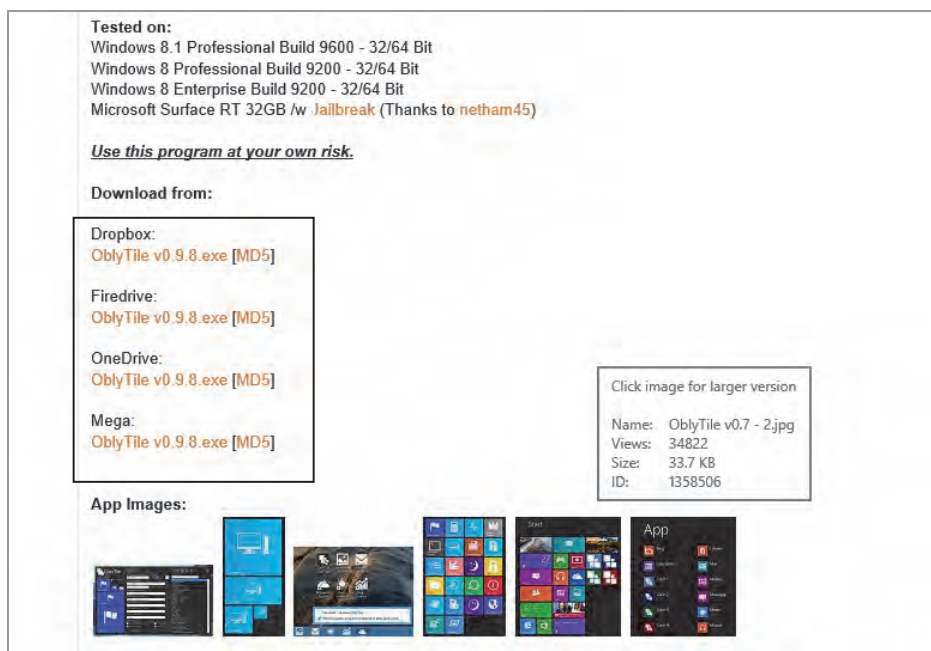 Tested on:
Windows 8.1 Professional Build 9600 - 32/64 Bit
Windows 8 Professional Build 9200 - 32/64 Bit
Windows 8 Enterprise Build 9200 - 32/64 Bit
Microsoft Surface RT 32GB /w Jailbreak (Thanks to netham45)
Use this program at your own risk.
Download from:
Dropbox:
OblyTile v0.9.8.exe [MD5]
Firedrive:
OblyTile v0.9.8.exe [MD5]
OneDrive:
OblyTile v0.9.8.exe [MD5]
Mega:
OblyTile v0.9.8.exe [MD5]
Click image for larger version
Name: OblyTile v0.7 - 2.jpg
Views: 34822
Size: 33.7 KB
ID: 1358506
App Images:
Start
App